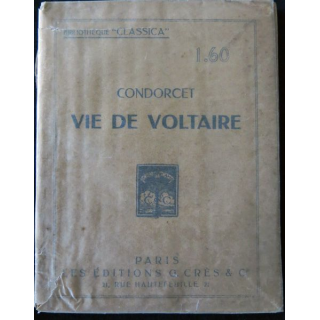 BIBLIOTHÈQUE "CLASSICA"
1.60
CONDORCET
VIE DE VOLTAIRE
PARIS
LES ÉDITIONS G. CRÈS & Cie
21, RUE HAUTEFEUILLE, 21